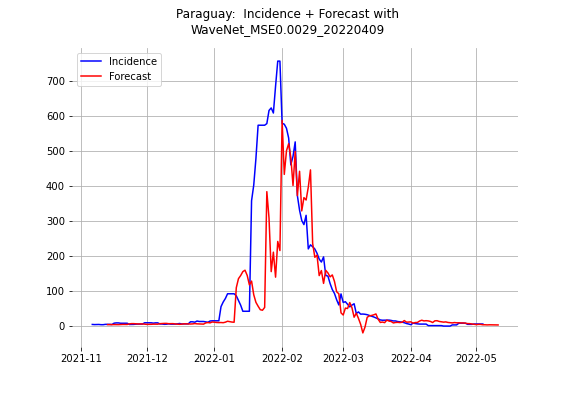 Paraguay:  Incidence + Forecast with
WaveNet_MSE0.0029_20220409
Incidence
Forecast
700
600
500
400
300
200
100
0
2021-11 2021-12 2022-01 2022-02 2022-03 2022-04 2022-05